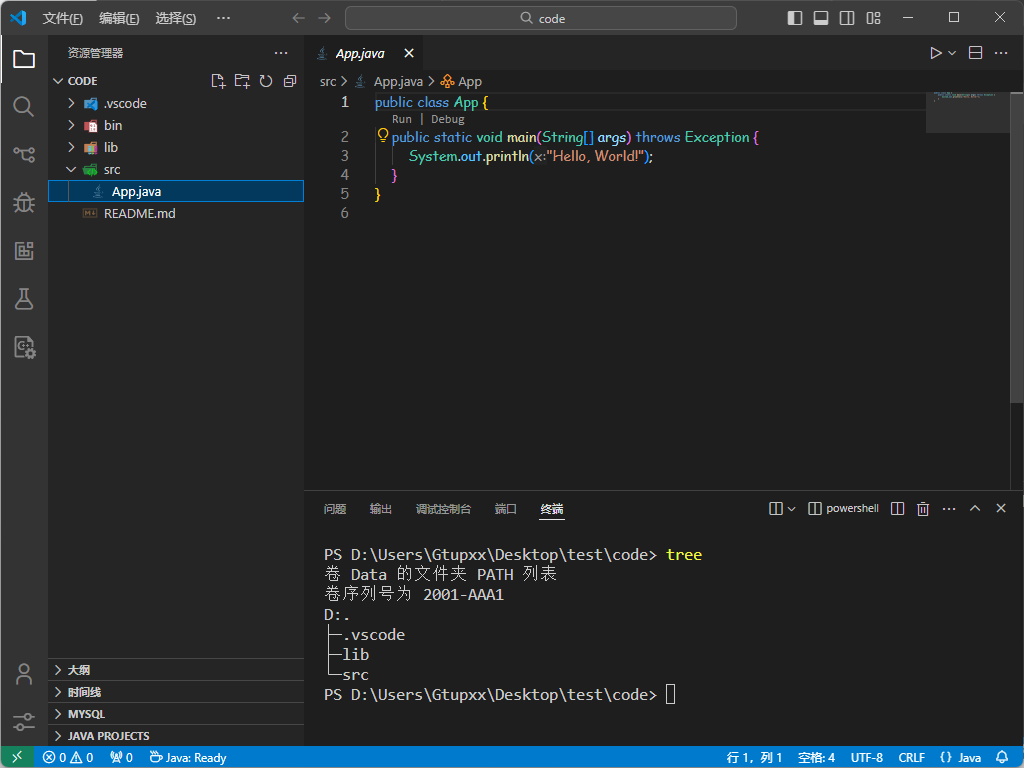 文件(F) 编辑(E) 选择(S) ··· code
资源管理器 ···
CODE
.vscode
bin
lib
src
App.java
README.md
大纲
时间线
MYSQL
JAVA PROJECTS
App.java
src > App.java > App
1 public class App {
Run | Debug
2 public static void main(String[] args) throws Exception {
3 System.out.println(x:"Hello, World!");
4 }
5 }
6
问题 输出 调试控制台 端口 终端 powershell
PS D:\Users\Gtupxx\Desktop\test\code> tree
卷 Data 的文件夹 PATH 列表
卷序列号为 2001-AAA1
D:.
├─.vscode
├─lib
└─src
PS D:\Users\Gtupxx\Desktop\test\code>
0 0 0 Java: Ready 行 1，列 1 空格: 4 UTF-8 CRLF {} Java